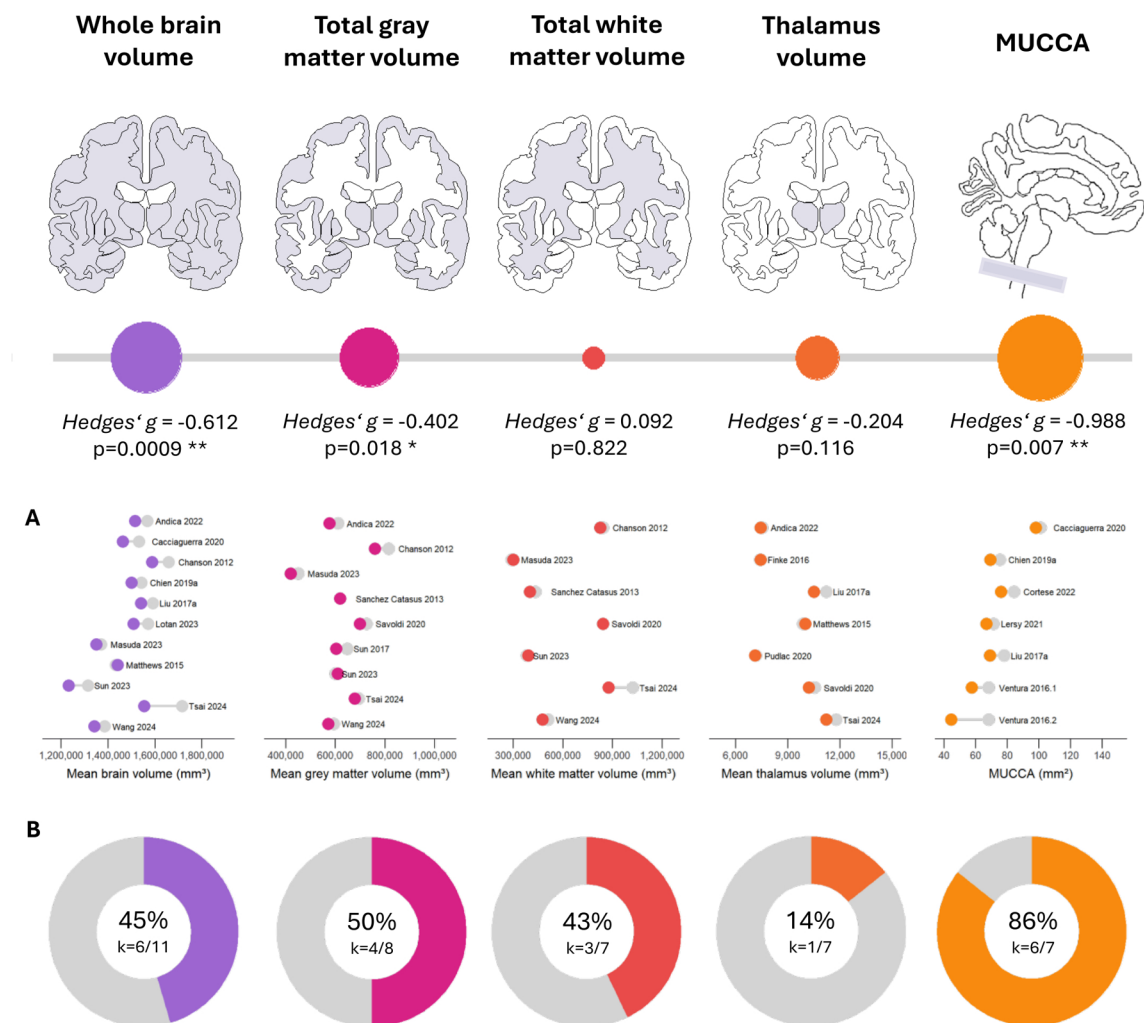 Whole brain
volume
Total gray
matter volume
Total white
matter volume
Thalamus
volume
MUCCA
Hedges‘ g = -0.612
p=0.0009 **
Hedges‘ g = -0.402
p=0.018 *
Hedges‘ g = 0.092
p=0.822
Hedges‘ g = -0.204
p=0.116
Hedges‘ g = -0.988
p=0.007 **
A
Andica 2022
Cacciaguerra 2020
Chanson 2012
Chien 2019a
Liu 2017a
Lotan 2023
Masuda 2023
Matthews 2015
Sun 2023
Tsai 2024
Wang 2024
1,200,000 1,400,000 1,600,000 1,800,000
Mean brain volume (mm³)
Andica 2022
Chanson 2012
Masuda 2023
Sanchez Catasus 2013
Savoldi 2020
Sun 2017
Sun 2023
Tsai 2024
Wang 2024
400,000 600,000 800,000 1,000,000
Mean grey matter volume (mm³)
Chanson 2012
Masuda 2023
Sanchez Catasus 2013
Savoldi 2020
Sun 2023
Tsai 2024
Wang 2024
300,000 600,000 900,000 1,200,000
Mean white matter volume (mm³)
Andica 2022
Finke 2016
Liu 2017a
Matthews 2015
Pudlac 2020
Savoldi 2020
Tsai 2024
6,000 9,000 12,000 15,000
Mean thalamus volume (mm³)
Cacciaguerra 2020
Chien 2019a
Cortese 2022
Lersy 2021
Liu 2017a
Ventura 2016.1
Ventura 2016.2
40 60 80 100 120 140
MUCCA (mm²)
B
45%
k=6/11
50%
k=4/8
43%
k=3/7
14%
k=1/7
86%
k=6/7